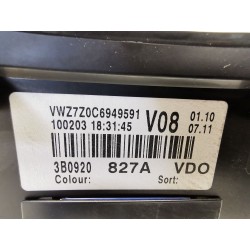 VWZ7Z0C6949591
100203 18:31:45 V08 01.10 07.11
3B0920 827A VDO
Colour: Sort: